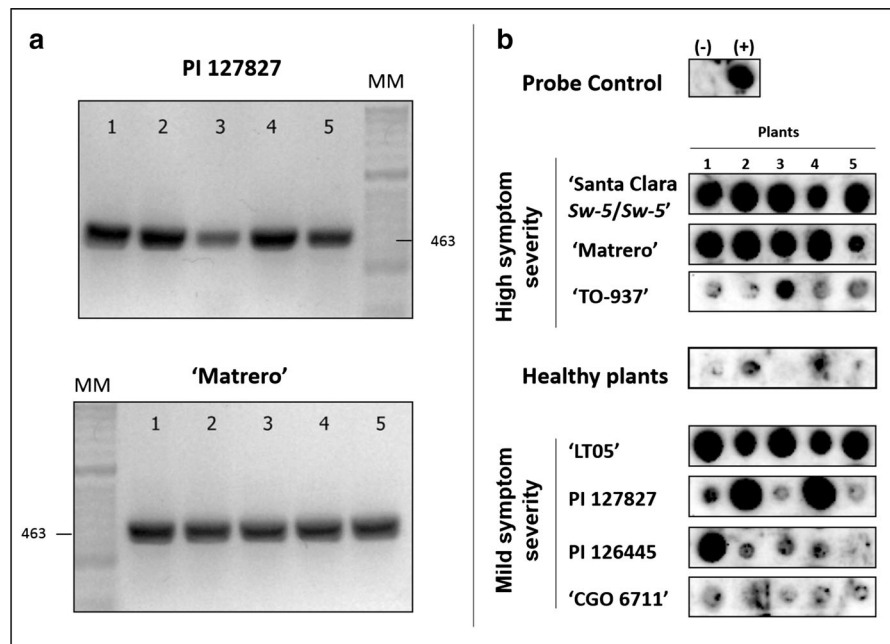 a
PI 127827
MM
1 2 3 4 5
463
'Matrero'
MM
1 2 3 4 5
463
b
(-) (+)
Probe Control
Plants
1 2 3 4 5
High symptom
severity
'Santa Clara
Sw-5/Sw-5'
'Matrero'
'TO-937'
Healthy plants
Mild symptom
severity
'LT05'
PI 127827
PI 126445
'CGO 6711'